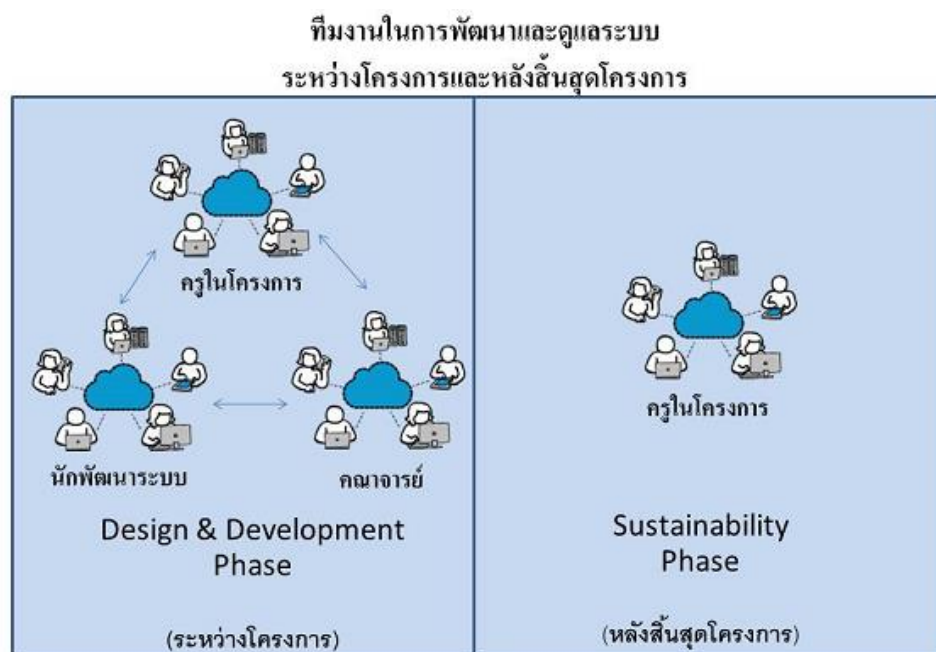 ทีมงานในการพัฒนาและดูแลระบบ
ระหว่างโครงการและหลังสิ้นสุดโครงการ
ครูในโครงการ
นักพัฒนาระบบ
คณาจารย์
Design & Development
Phase
(ระหว่างโครงการ)
ครูในโครงการ
Sustainability
Phase
(หลังสิ้นสุดโครงการ)